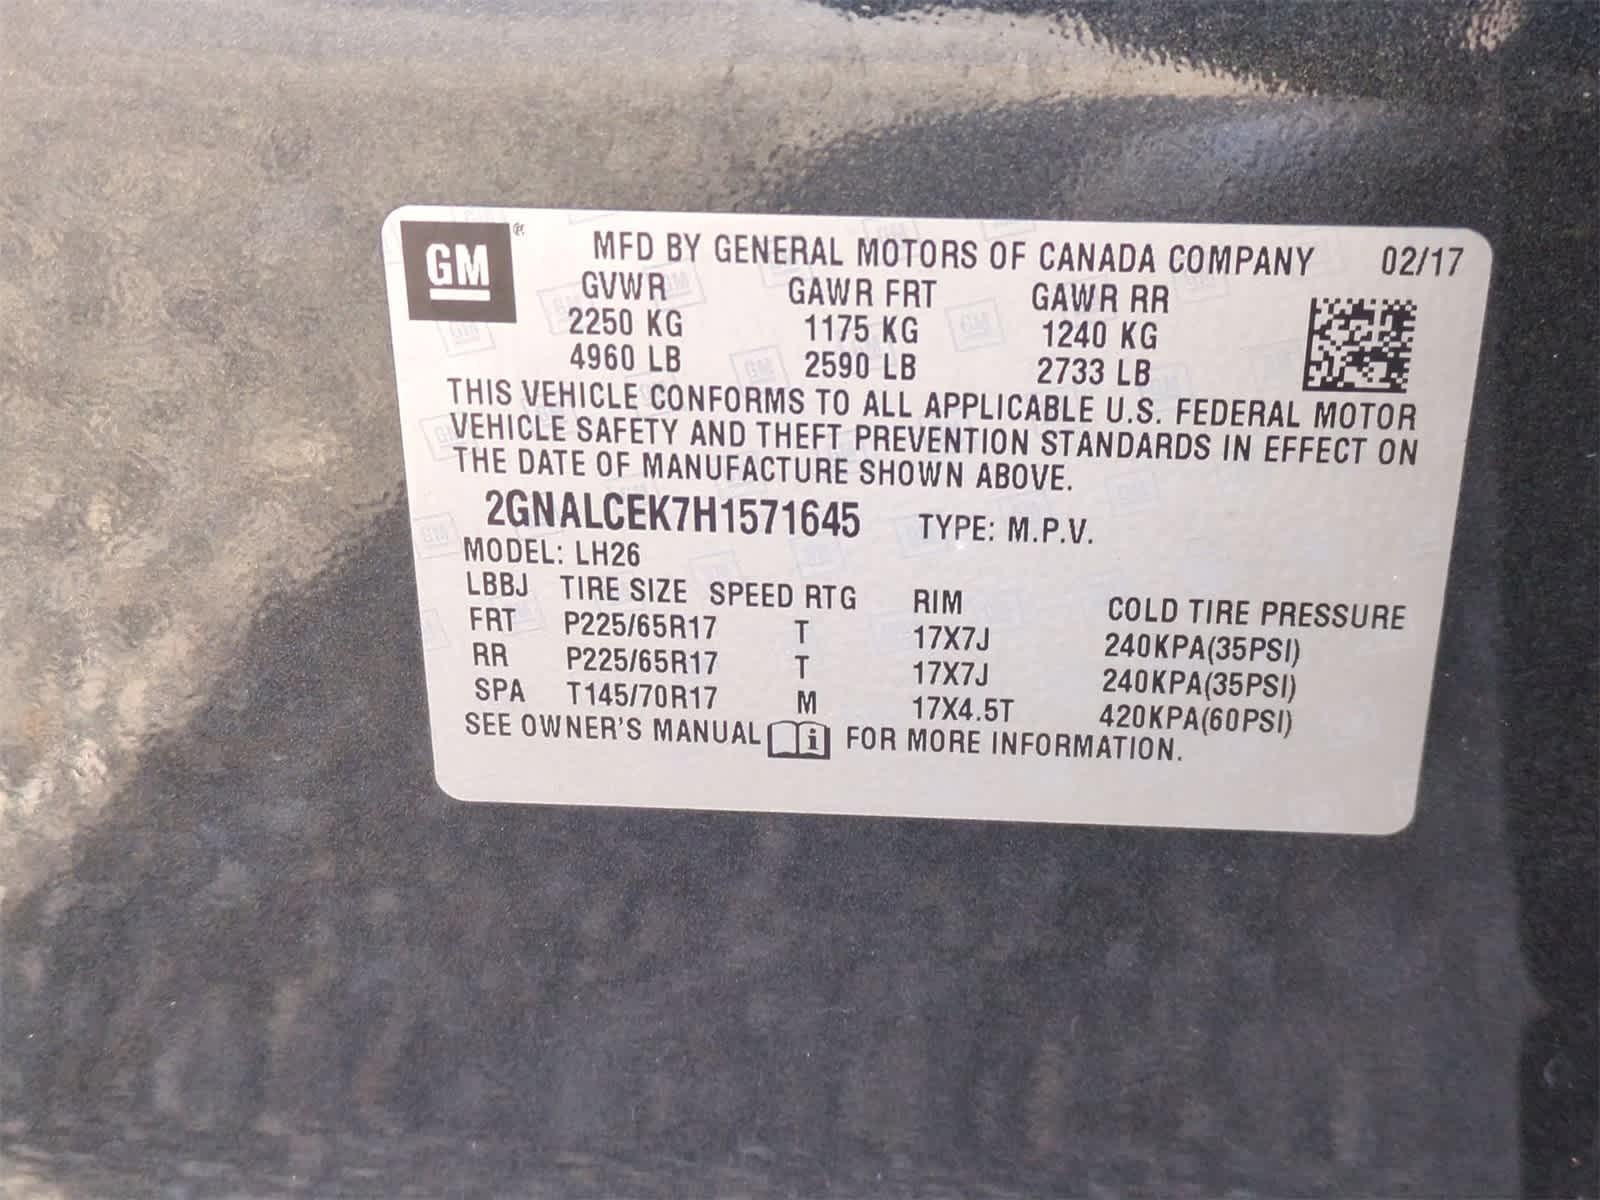 GM ® MFD BY GENERAL MOTORS OF CANADA COMPANY 02/17
GVWR GAWR FRT GAWR RR
2250 KG 1175 KG 1240 KG
4960 LB 2590 LB 2733 LB
THIS VEHICLE CONFORMS TO ALL APPLICABLE U.S. FEDERAL MOTOR
VEHICLE SAFETY AND THEFT PREVENTION STANDARDS IN EFFECT ON
THE DATE OF MANUFACTURE SHOWN ABOVE.
2GNALCEK7H1571645 TYPE: M.P.V.
MODEL: LH26
LBBJ TIRE SIZE SPEED RTG RIM COLD TIRE PRESSURE
FRT P225/65R17 T 17X7J 240KPA(35PSI)
RR P225/65R17 T 17X7J 240KPA(35PSI)
SPA T145/70R17 M 17X4.5T 420KPA(60PSI)
SEE OWNER'S MANUAL i FOR MORE INFORMATION.